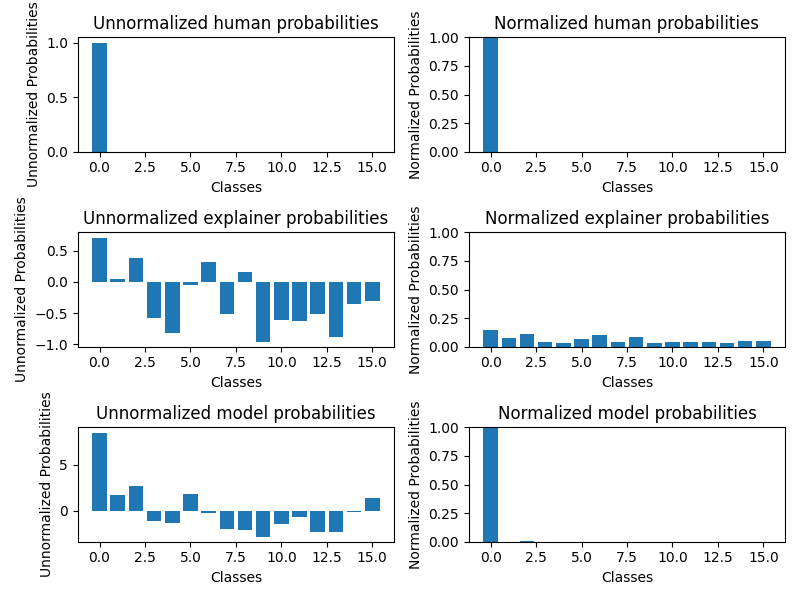 Unnormalized human probabilities
Unnormalized Probabilities
1.0
0.5
0.0
0.0 2.5 5.0 7.5 10.0 12.5 15.0
Classes
Normalized human probabilities
Normalized Probabilities
1.00
0.75
0.50
0.25
0.00
0.0 2.5 5.0 7.5 10.0 12.5 15.0
Classes
Unnormalized explainer probabilities
Unnormalized Probabilities
0.5
0.0
−0.5
−1.0
0.0 2.5 5.0 7.5 10.0 12.5 15.0
Classes
Normalized explainer probabilities
Normalized Probabilities
1.00
0.75
0.50
0.25
0.00
0.0 2.5 5.0 7.5 10.0 12.5 15.0
Classes
Unnormalized model probabilities
Unnormalized Probabilities
5
0
0.0 2.5 5.0 7.5 10.0 12.5 15.0
Classes
Normalized model probabilities
Normalized Probabilities
1.00
0.75
0.50
0.25
0.00
0.0 2.5 5.0 7.5 10.0 12.5 15.0
Classes